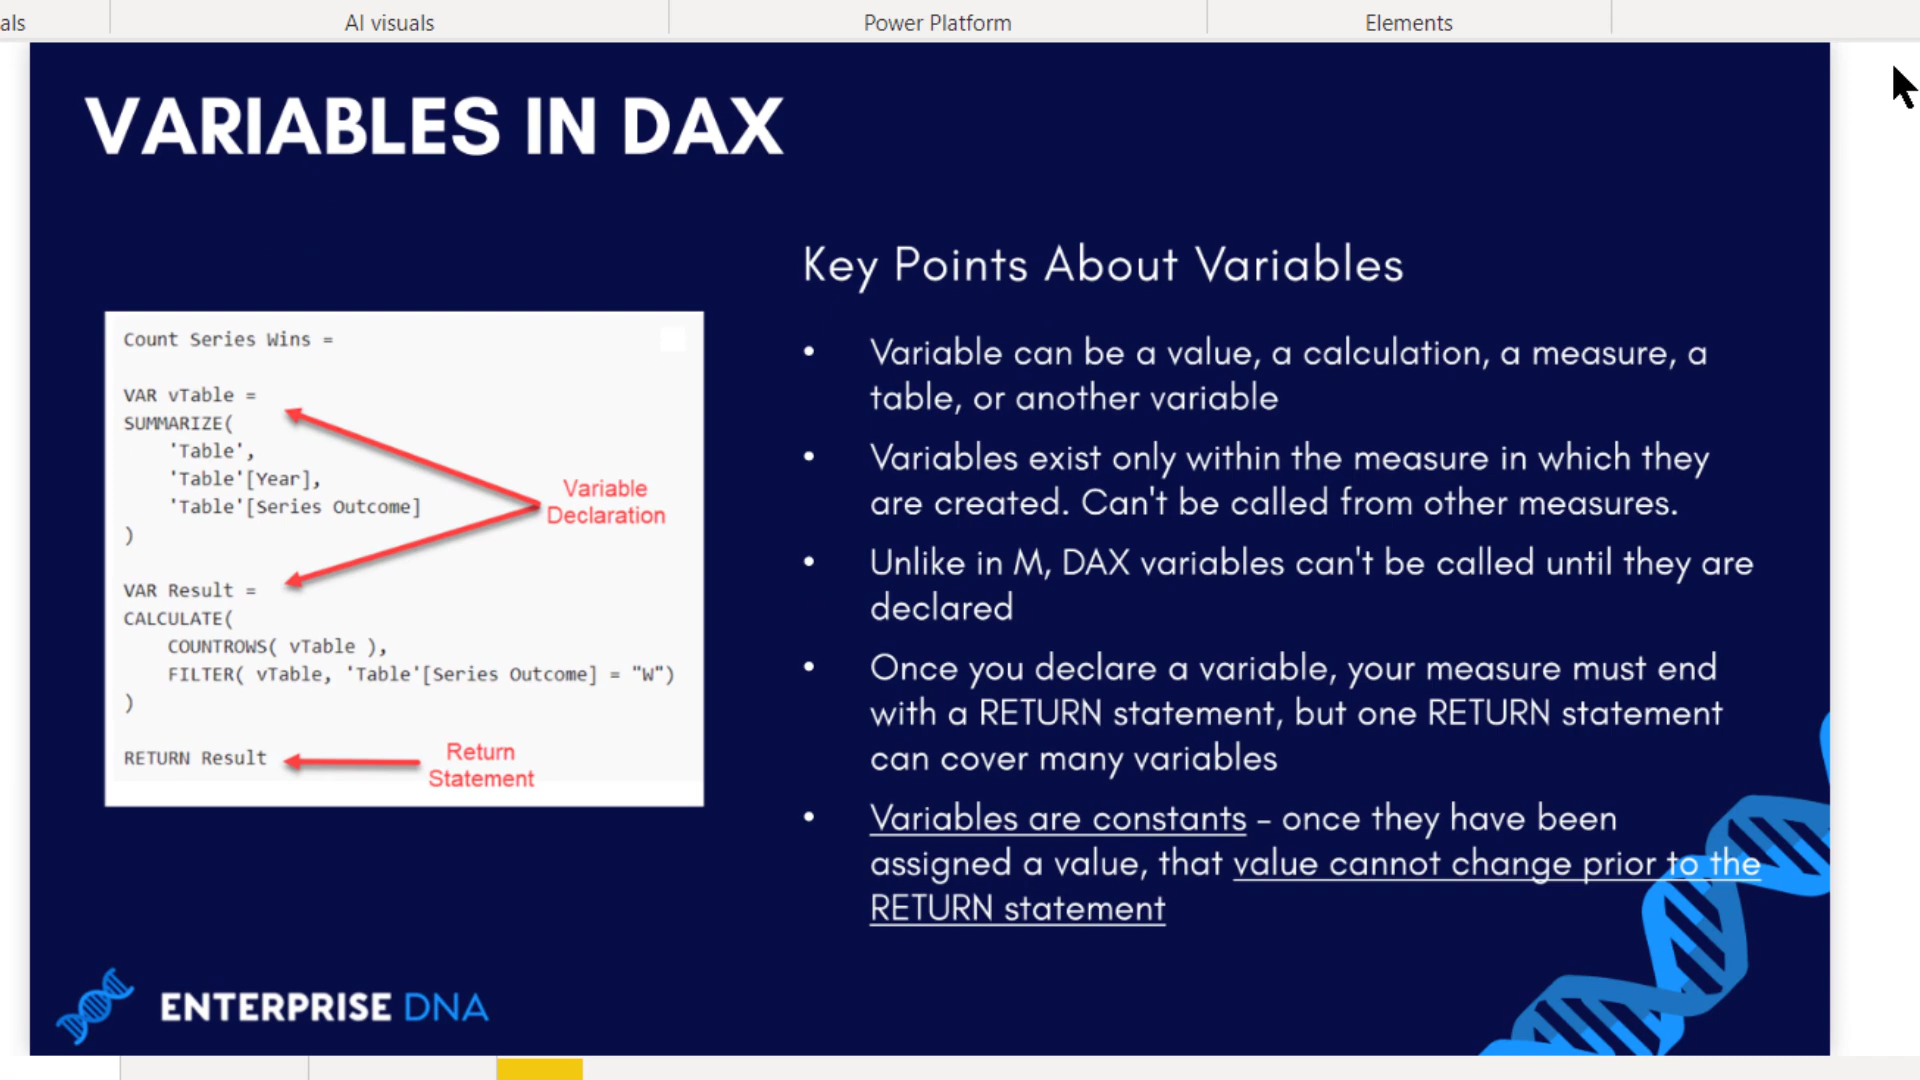 als
AI visuals
Power Platform
Elements
VARIABLES IN DAX
Count Series Wins =
VAR vTable =
SUMMARIZE(
'Table',
'Table'[Year],
'Table'[Series Outcome]
)
VAR Result =
CALCULATE(
COUNTROWS( vTable ),
FILTER( vTable, 'Table'[Series Outcome] = "W")
)
RETURN Result
Variable
Declaration
Return
Statement
Key Points About Variables
• Variable can be a value, a calculation, a measure, a
table, or another variable
• Variables exist only within the measure in which they
are created. Can't be called from other measures.
• Unlike in M, DAX variables can't be called until they are
declared
• Once you declare a variable, your measure must end
with a RETURN statement, but one RETURN statement
can cover many variables
• Variables are constants – once they have been
assigned a value, that value cannot change prior to the
RETURN statement
ENTERPRISE DNA